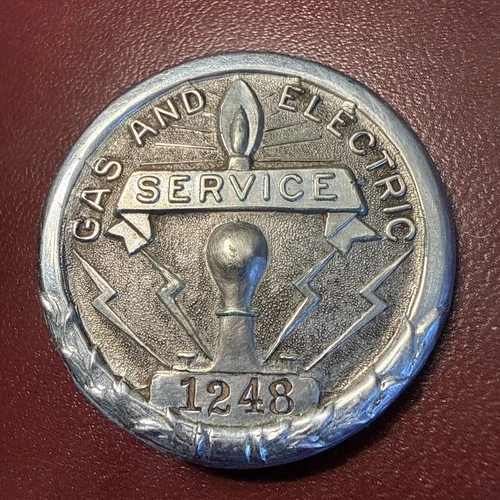 GAS AND ELECTRIC
SERVICE
1248